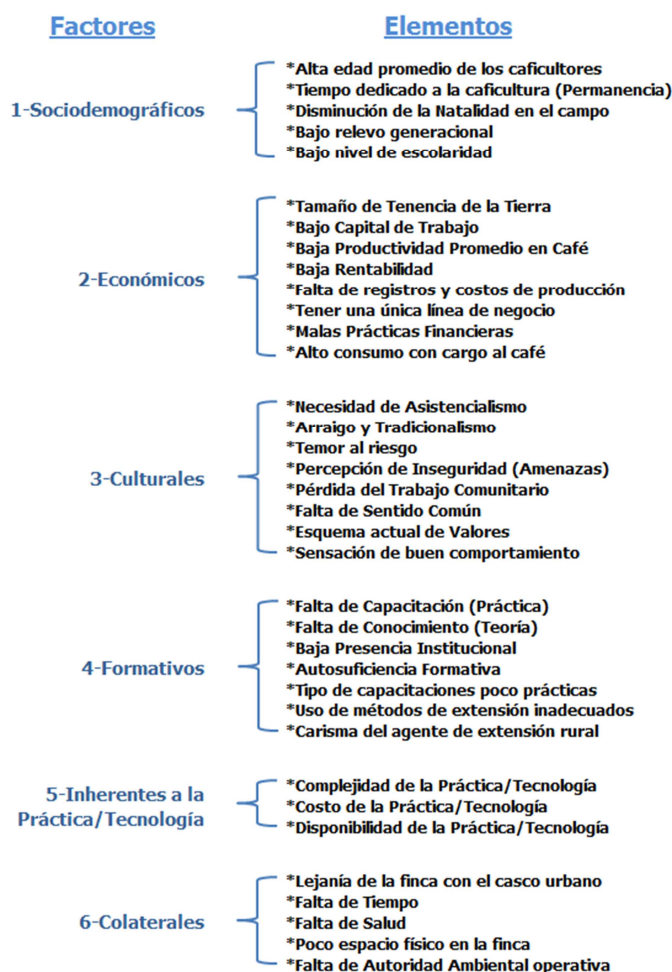 Factores
Elementos
1-Sociodemográficos
*Alta edad promedio de los caficultores
*Tiempo dedicado a la caficultura (Permanencia)
*Disminución de la Natalidad en el campo
*Bajo relevo generacional
*Bajo nivel de escolaridad
2-Económicos
*Tamaño de Tenencia de la Tierra
*Bajo Capital de Trabajo
*Baja Productividad Promedio en Café
*Baja Rentabilidad
*Falta de registros y costos de producción
*Tener una única línea de negocio
*Malas Prácticas Financieras
*Alto consumo con cargo al café
3-Culturales
*Necesidad de Asistencialismo
*Arraigo y Tradicionalismo
*Temor al riesgo
*Percepción de Inseguridad (Amenazas)
*Pérdida del Trabajo Comunitario
*Falta de Sentido Común
*Esquema actual de Valores
*Sensación de buen comportamiento
4-Formativos
*Falta de Capacitación (Práctica)
*Falta de Conocimiento (Teoría)
*Baja Presencia Institucional
*Autosuficiencia Formativa
*Tipo de capacitaciones poco prácticas
*Uso de métodos de extensión inadecuados
*Carisma del agente de extensión rural
5-Inherentes a la
Práctica/Tecnología
*Complejidad de la Práctica/Tecnología
*Costo de la Práctica/Tecnología
*Disponibilidad de la Práctica/Tecnología
6-Colaterales
*Lejanía de la finca con el casco urbano
*Falta de Tiempo
*Falta de Salud
*Poco espacio físico en la finca
*Falta de Autoridad Ambiental operativa